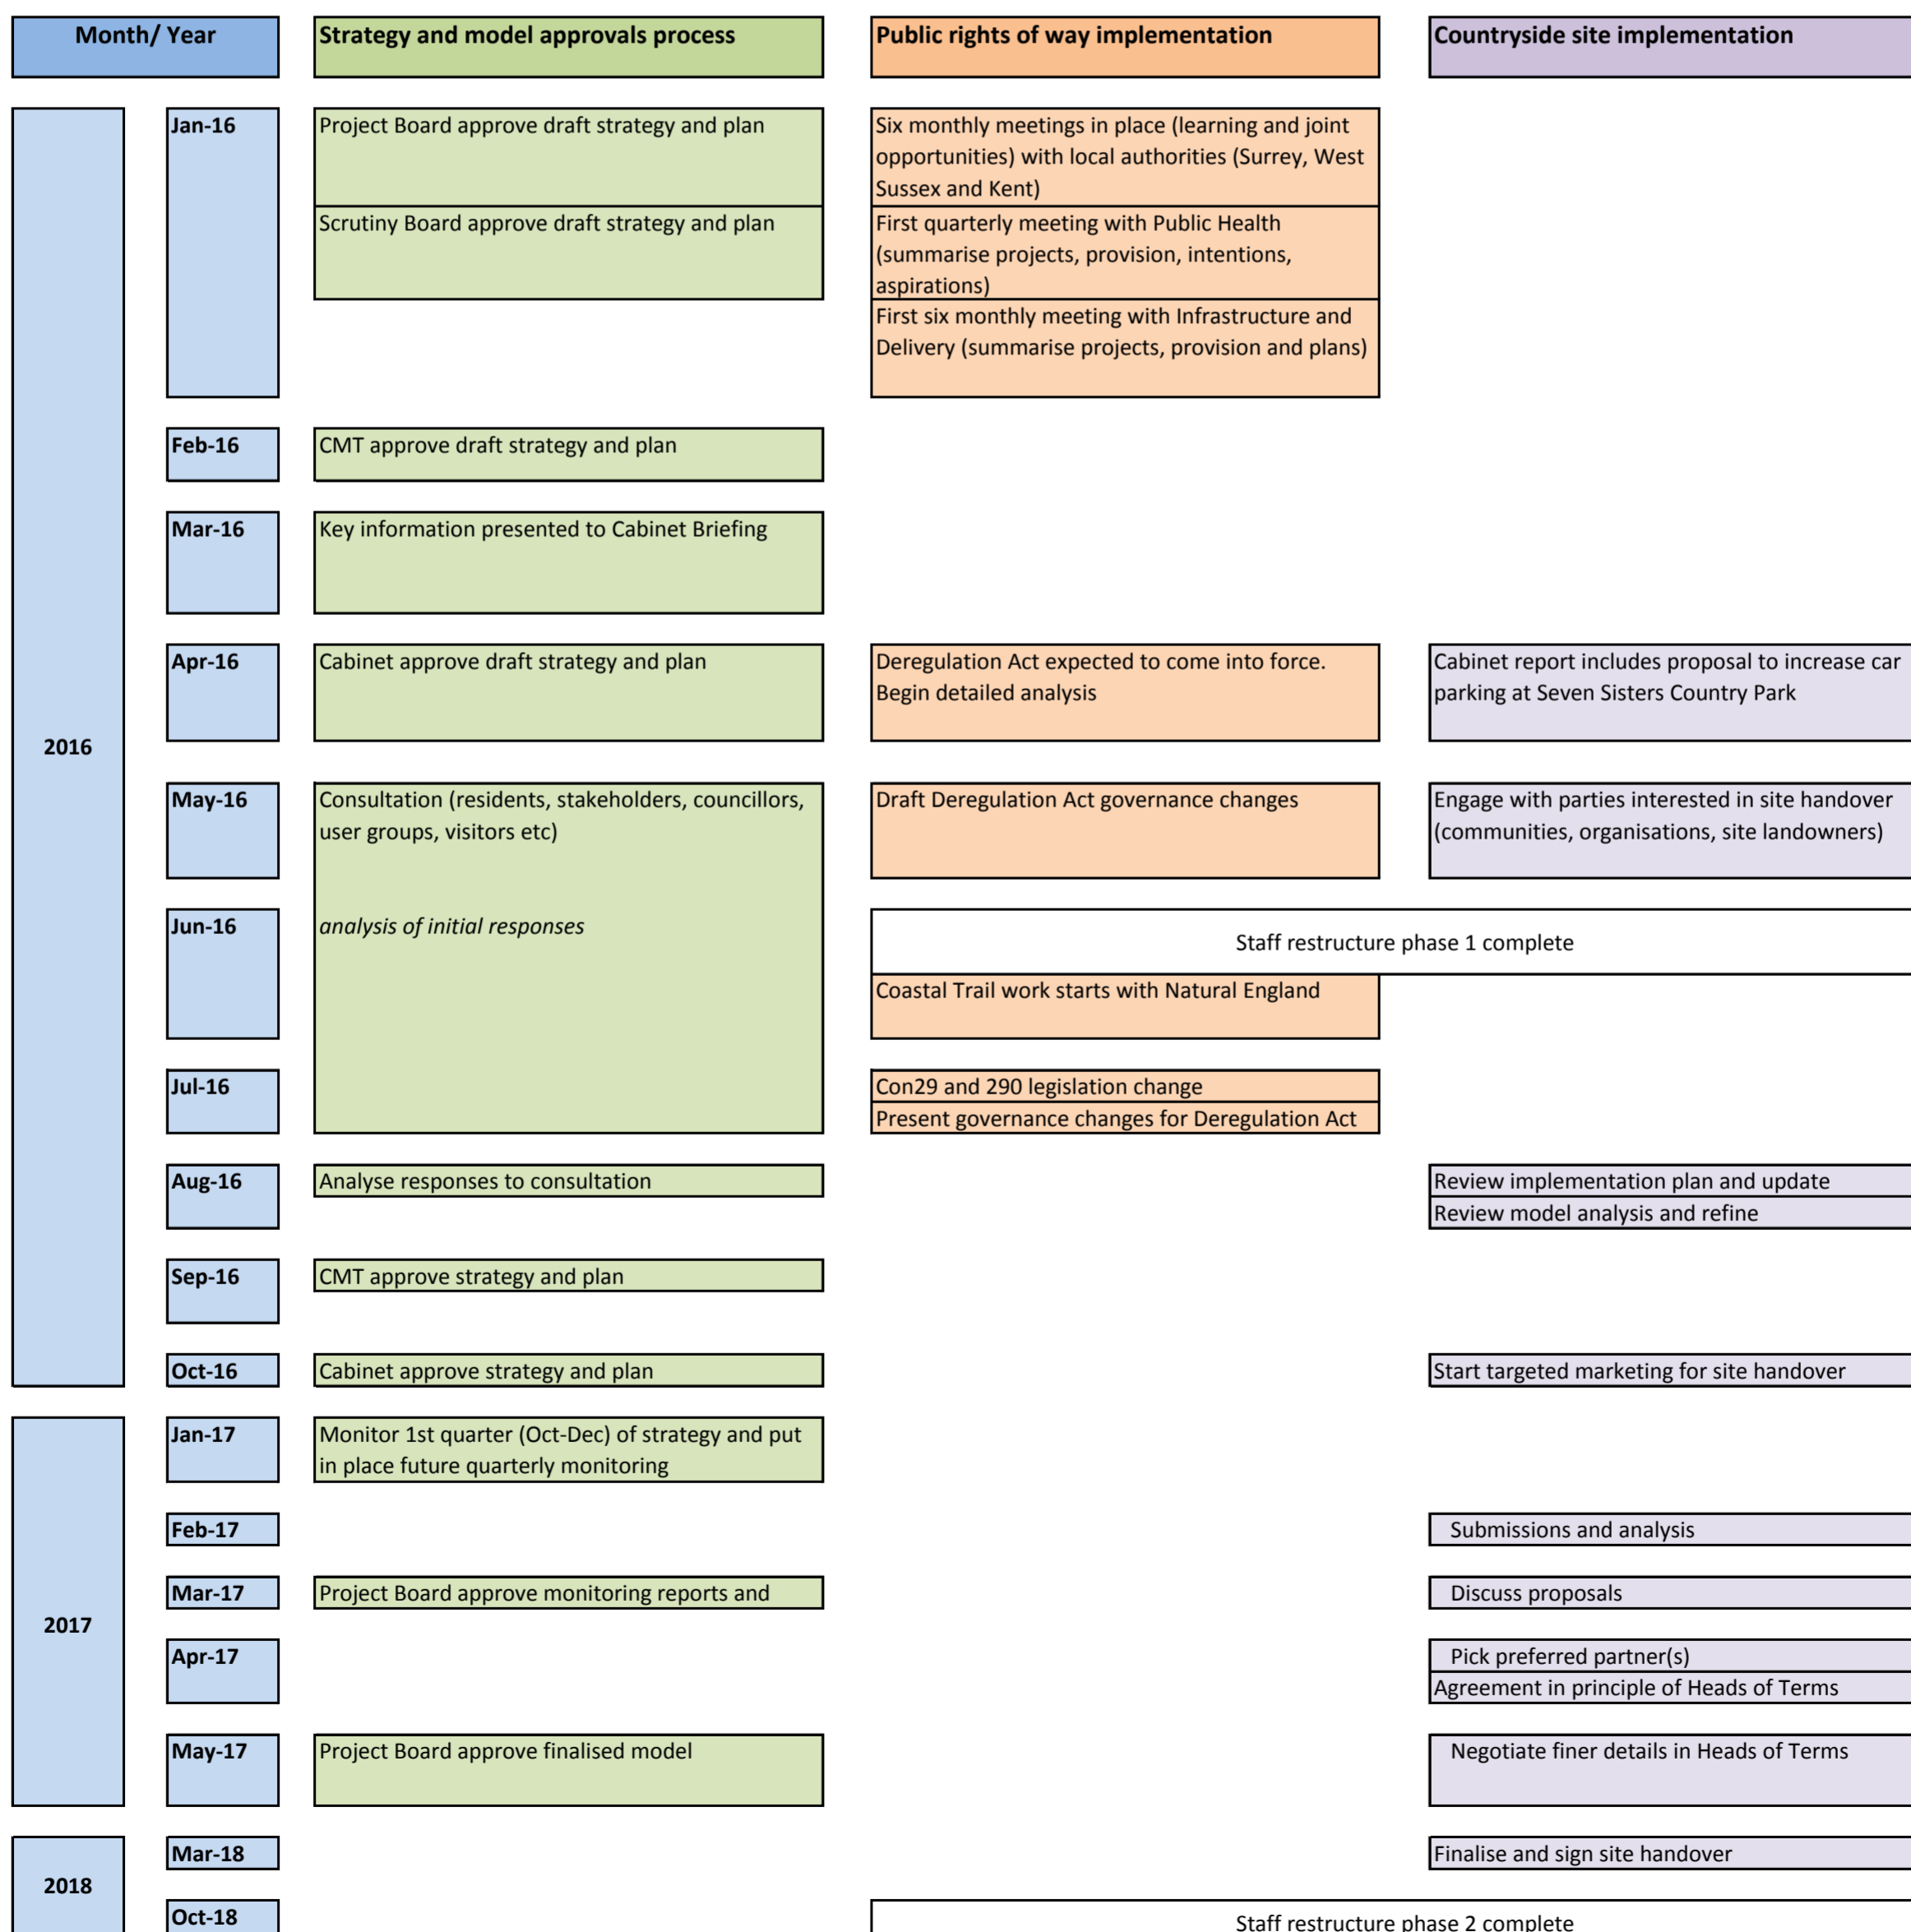 Month/ Year
Strategy and model approvals process
Public rights of way implementation
Countryside site implementation
2016
Jan-16
Project Board approve draft strategy and plan
Scrutiny Board approve draft strategy and plan
Six monthly meetings in place (learning and joint
opportunities) with local authorities (Surrey, West
Sussex and Kent)
First quarterly meeting with Public Health
(summarise projects, provision, intentions,
aspirations)
First six monthly meeting with Infrastructure and
Delivery (summarise projects, provision and plans)
Feb-16
CMT approve draft strategy and plan
Mar-16
Key information presented to Cabinet Briefing
Apr-16
Cabinet approve draft strategy and plan
Deregulation Act expected to come into force.
Begin detailed analysis
Cabinet report includes proposal to increase car
parking at Seven Sisters Country Park
May-16
Consultation (residents, stakeholders, councillors,
user groups, visitors etc)
Draft Deregulation Act governance changes
Engage with parties interested in site handover
(communities, organisations, site landowners)
Jun-16
analysis of initial responses
Staff restructure phase 1 complete
Coastal Trail work starts with Natural England
Jul-16
Con29 and 290 legislation change
Present governance changes for Deregulation Act
Aug-16
Analyse responses to consultation
Review implementation plan and update
Review model analysis and refine
Sep-16
CMT approve strategy and plan
Oct-16
Cabinet approve strategy and plan
Start targeted marketing for site handover
2017
Jan-17
Monitor 1st quarter (Oct-Dec) of strategy and put
in place future quarterly monitoring
Feb-17
Submissions and analysis
Mar-17
Project Board approve monitoring reports and
Discuss proposals
Apr-17
Pick preferred partner(s)
Agreement in principle of Heads of Terms
May-17
Project Board approve finalised model
Negotiate finer details in Heads of Terms
2018
Mar-18
Finalise and sign site handover
Oct-18
Staff restructure phase 2 complete